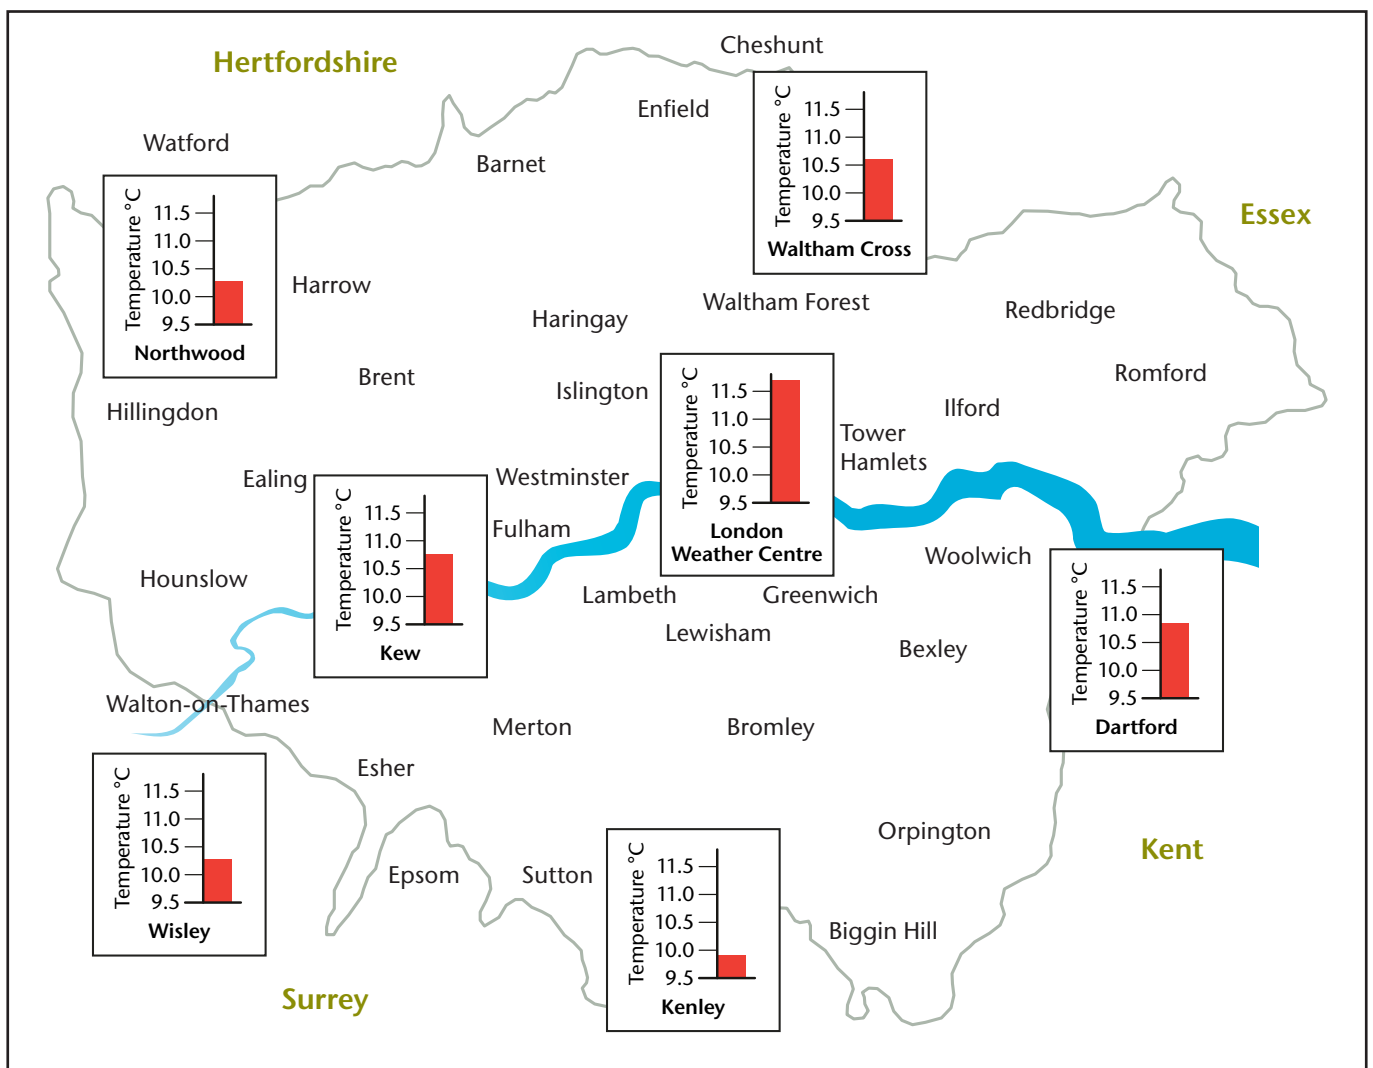 Cheshunt
Hertfordshire
Enfield
Watford
Barnet
Temperature °C
11.5
11.0
10.5
10.0
9.5
Waltham Cross
Essex
Temperature °C
11.5
11.0
10.5
10.0
9.5
Northwood
Harrow
Haringay
Waltham Forest
Redbridge
Brent
Islington
Romford
Hillingdon
Ilford
Temperature °C
11.5
11.0
10.5
10.0
9.5
London
Weather Centre
Tower
Hamlets
Ealing
Westminster
Fulham
Temperature °C
11.5
11.0
10.5
10.0
9.5
Kew
Hounslow
Lambeth
Greenwich
Woolwich
Lewisham
Bexley
Temperature °C
11.5
11.0
10.5
10.0
9.5
Dartford
Walton-on-Thames
Merton
Bromley
Esher
Temperature °C
11.5
11.0
10.5
10.0
9.5
Wisley
Epsom
Sutton
Orpington
Kent
Temperature °C
11.5
11.0
10.5
10.0
9.5
Kenley
Biggin Hill
Surrey